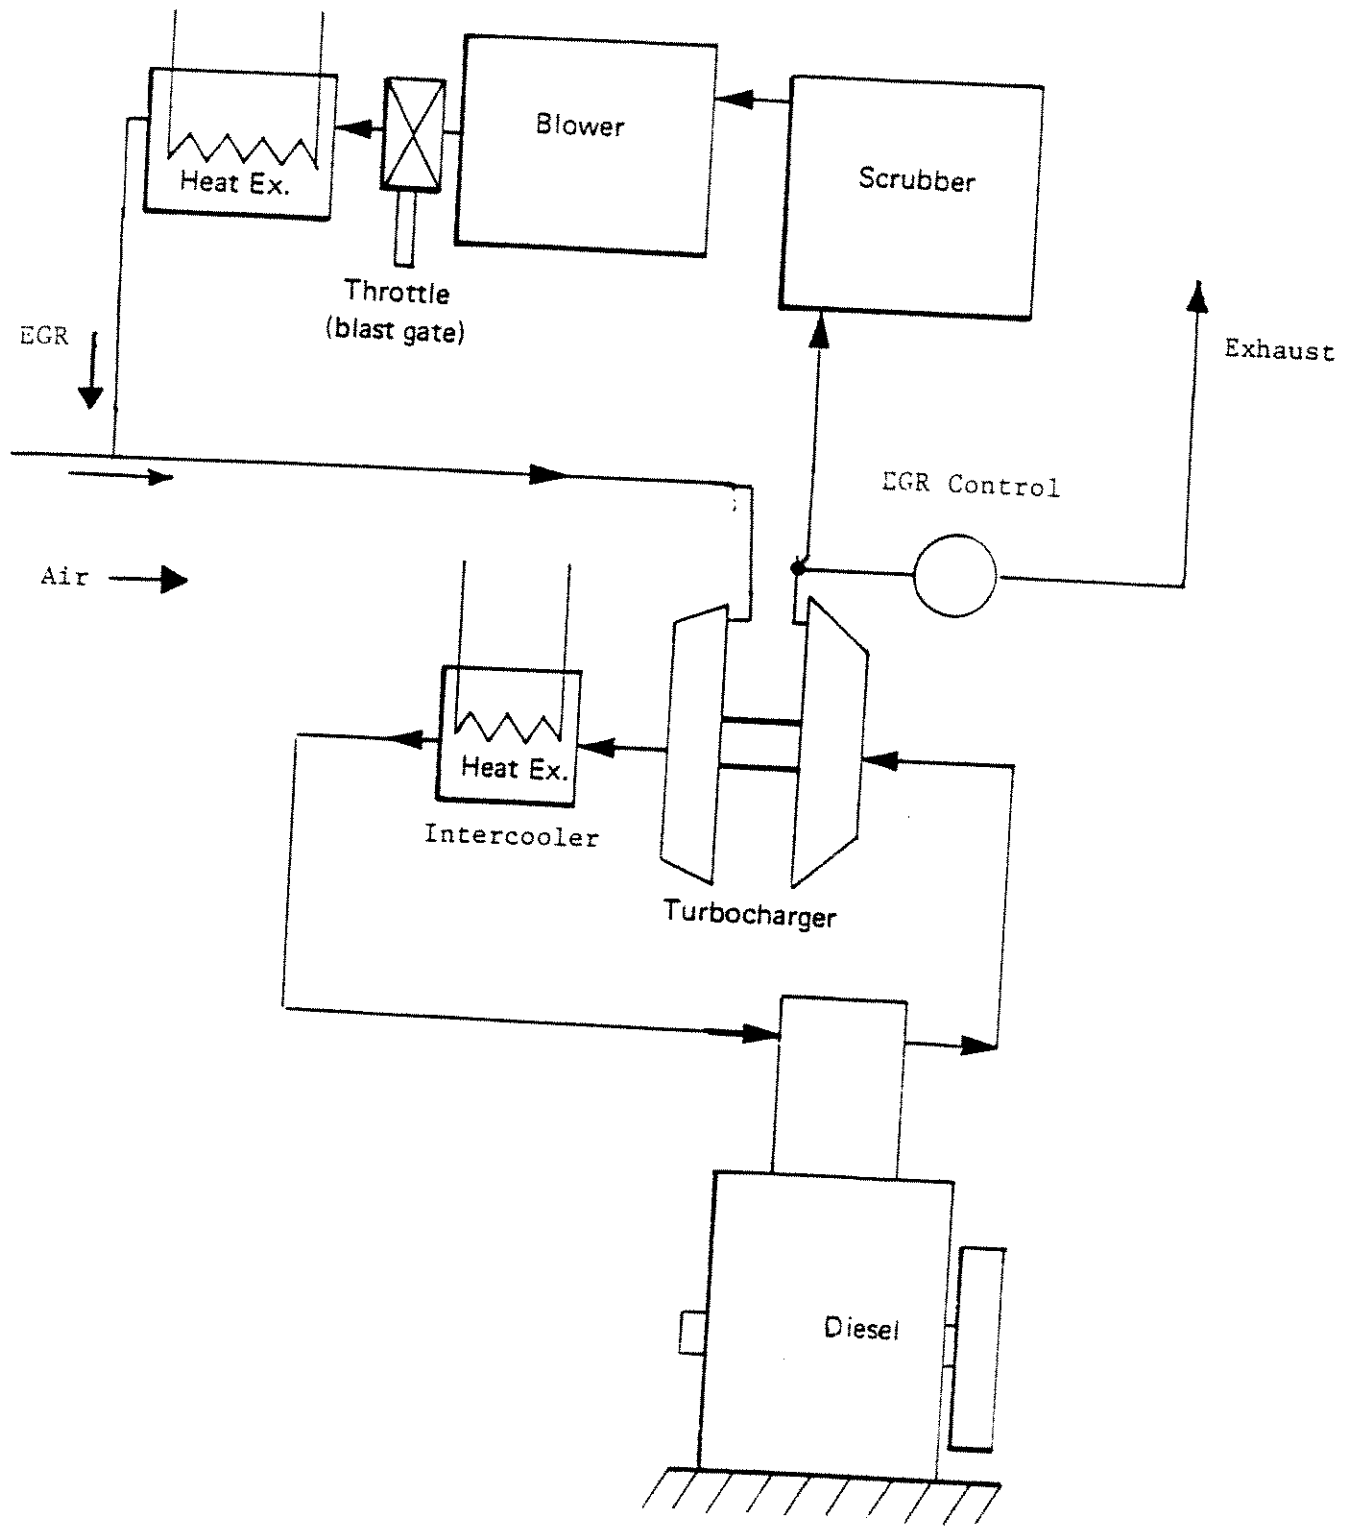 Blower
Scrubber
Heat Ex.
Throttle
(blast gate)
EGR
Exhaust
EGR Control
Air
Heat Ex.
Intercooler
Turbocharger
Diesel